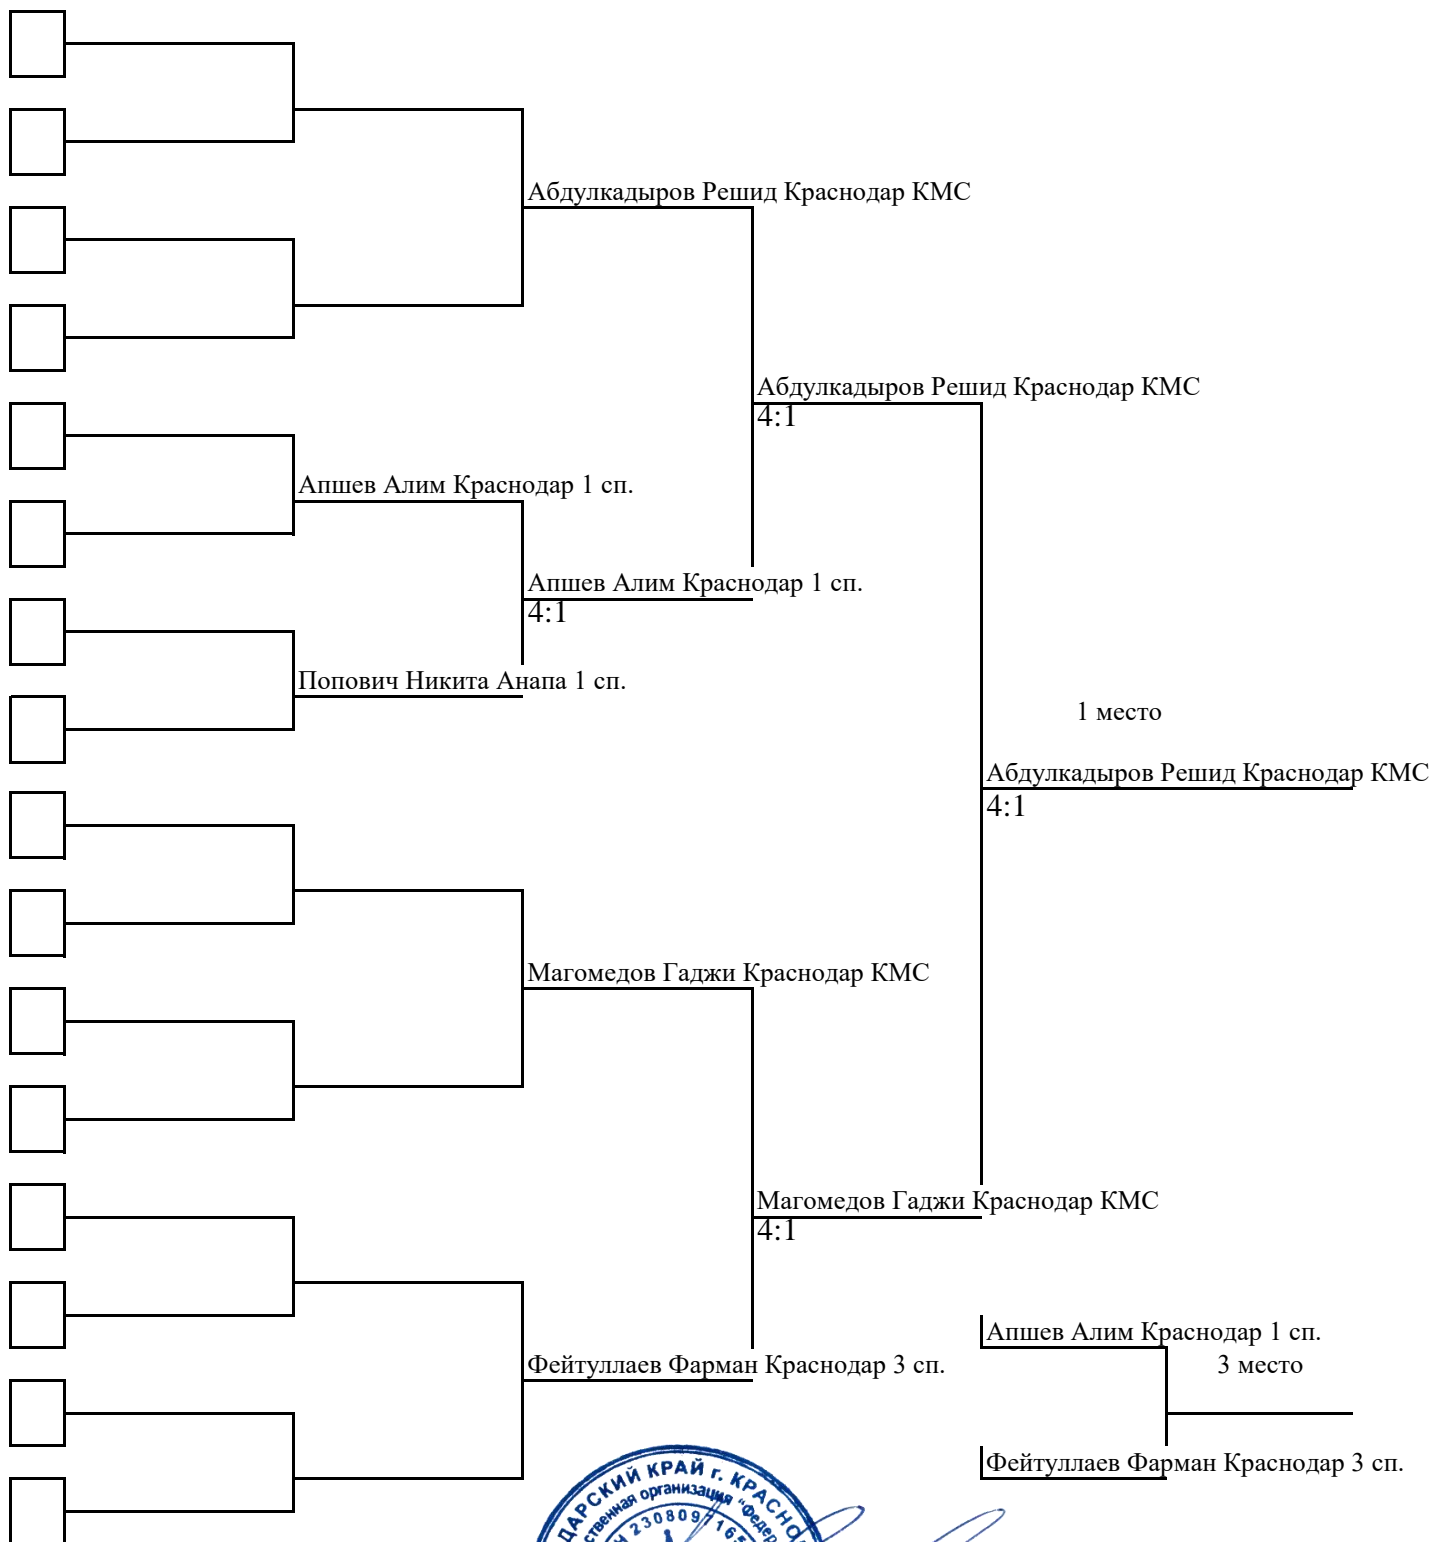 Абдулкадыров Решид Краснодар КМС
Абдулкадыров Решид Краснодар КМС
4:1
Апшев Алим Краснодар 1 сп.
Апшев Алим Краснодар 1 сп.
4:1
Попович Никита Анапа 1 сп.
1 место
Абдулкадыров Решид Краснодар КМС
4:1
Магомедов Гаджи Краснодар КМС
Магомедов Гаджи Краснодар КМС
4:1
Апшев Алим Краснодар 1 сп.
Фейтуллаев Фарман Краснодар 3 сп.
3 место
Фейтуллаев Фарман Краснодар 3 сп.
КРАЙ г.
организация